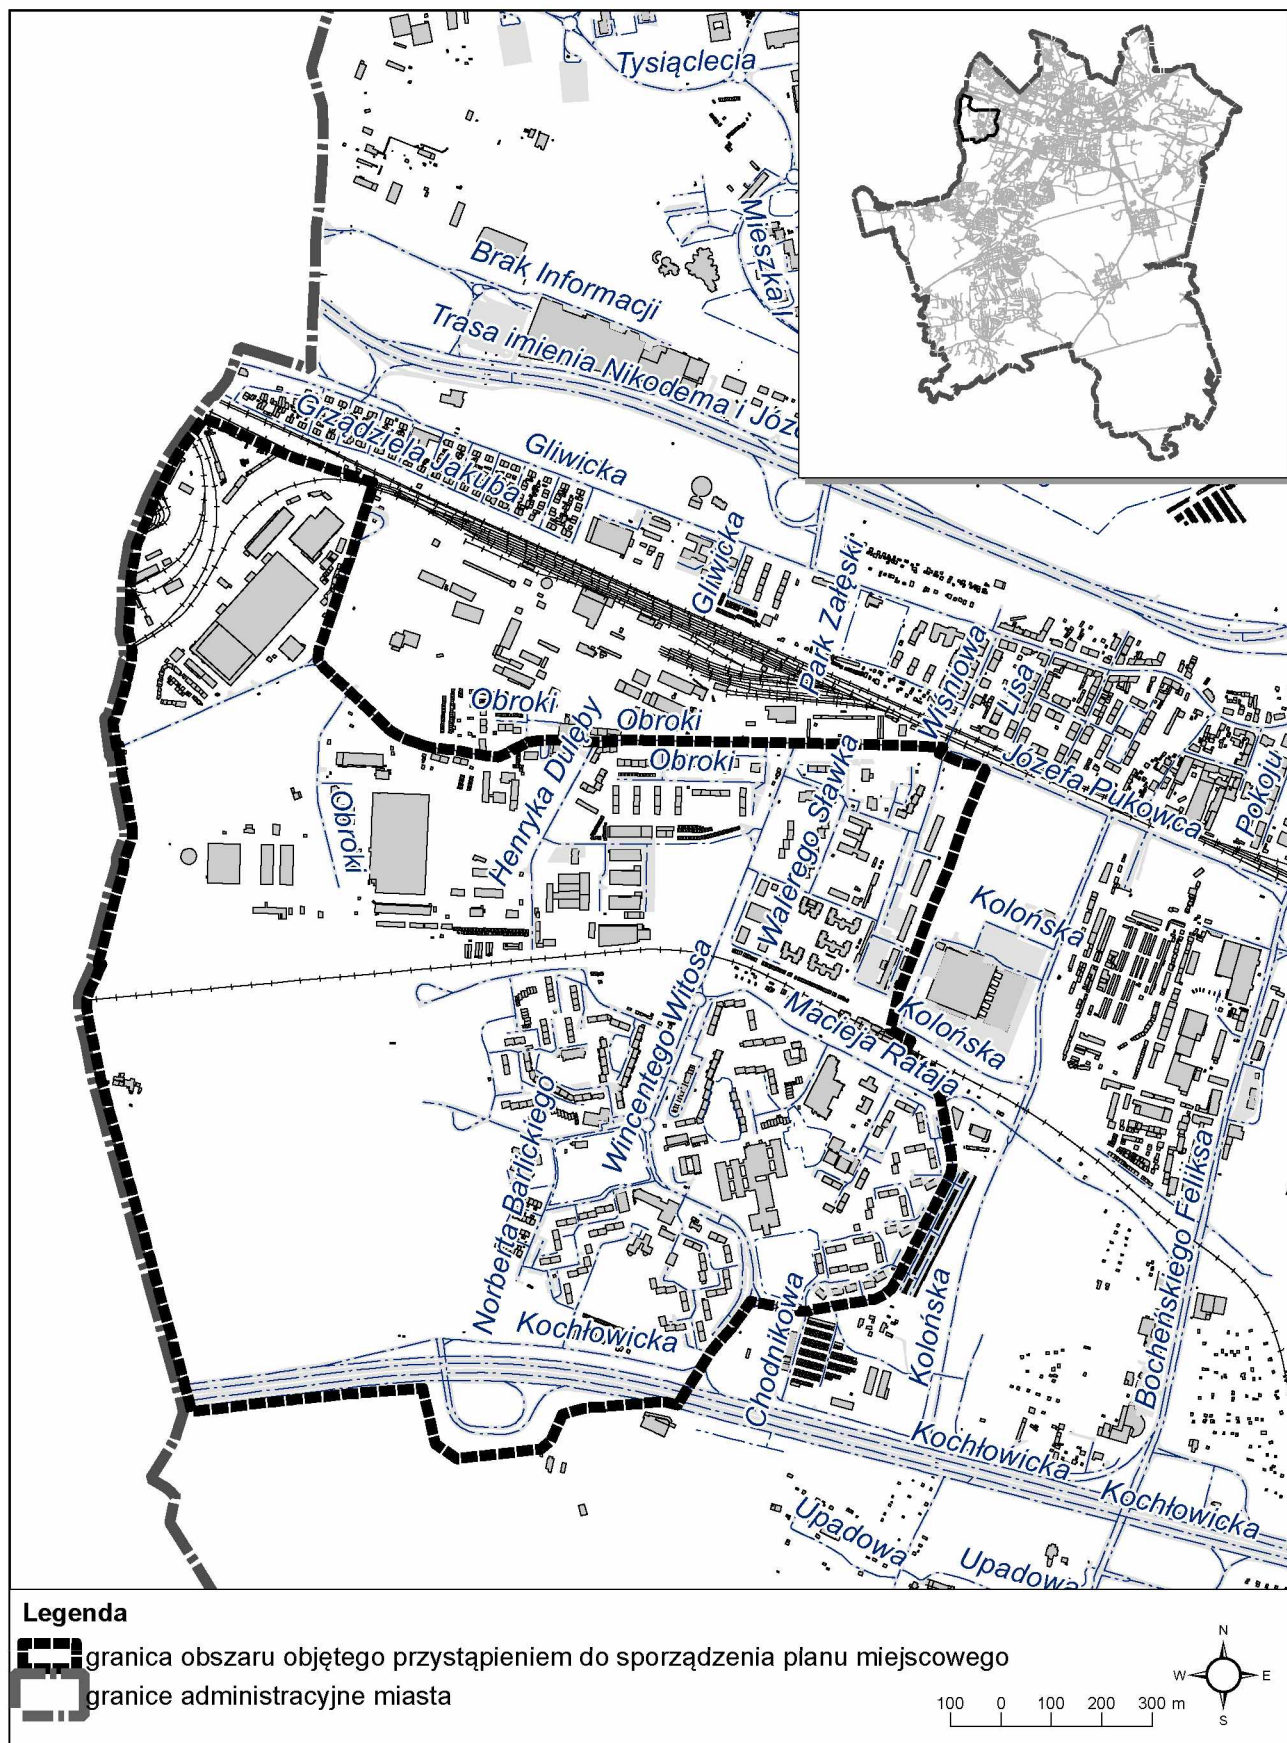 Tysiąclecia
Mieszka I
Brak Informacji
Trasa imienia Nikodema i Józe
Grządziela Jakuba
Gliwicka
Gliwicka
Park Załęski
Wiśniowa
Lisa
Józefa Pukowca
Pokoju
Obroki
Henryka Dulęby
Obroki
Obroki
Obroki
Walerego Sławka
Kolońska
Wincentego Witosa
Macieja Rataja
Kolońska
Norberta Barlickiego
Bocheńskiego Feliksa
Kochłowicka
Chodnikowa
Kolońska
Kochłowicka
Kochłowicka
Upadowa
Upadowa
Legenda
granica obszaru objętego przystąpieniem do sporządzenia planu miejscowego
granice administracyjne miasta
100 0 100 200 300 m
N
W E
S